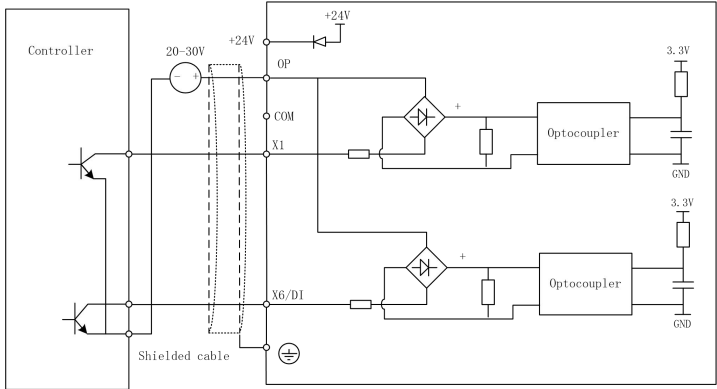 +24V
3.3V
Controller
20-30V
+24V
OP
- +
+
COM
Optocoupler
X1
GND
3.3V
+
X6/DI
Optocoupler
GND
Shielded cable